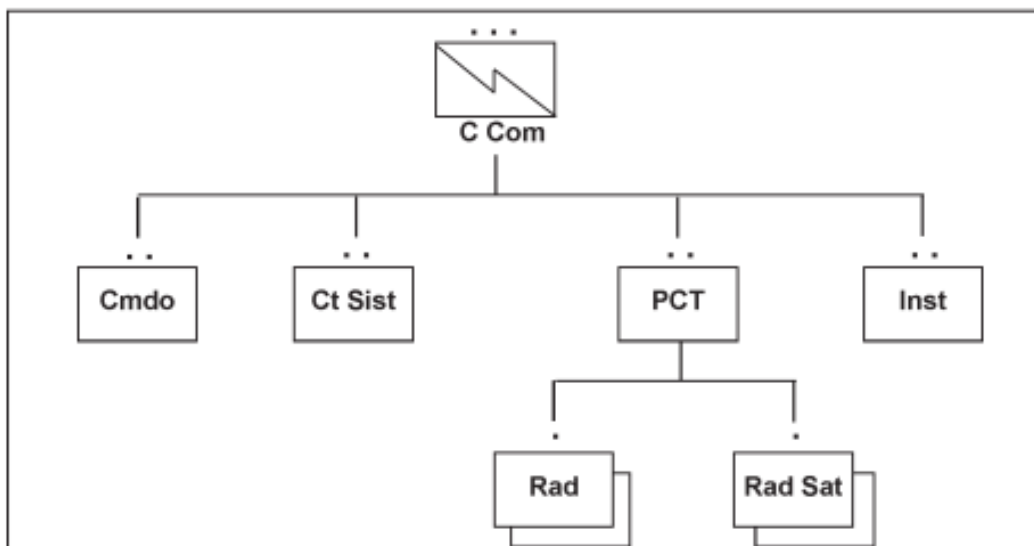 C Com
Cmdo
Ct Sist
PCT
Inst
Rad
Rad Sat